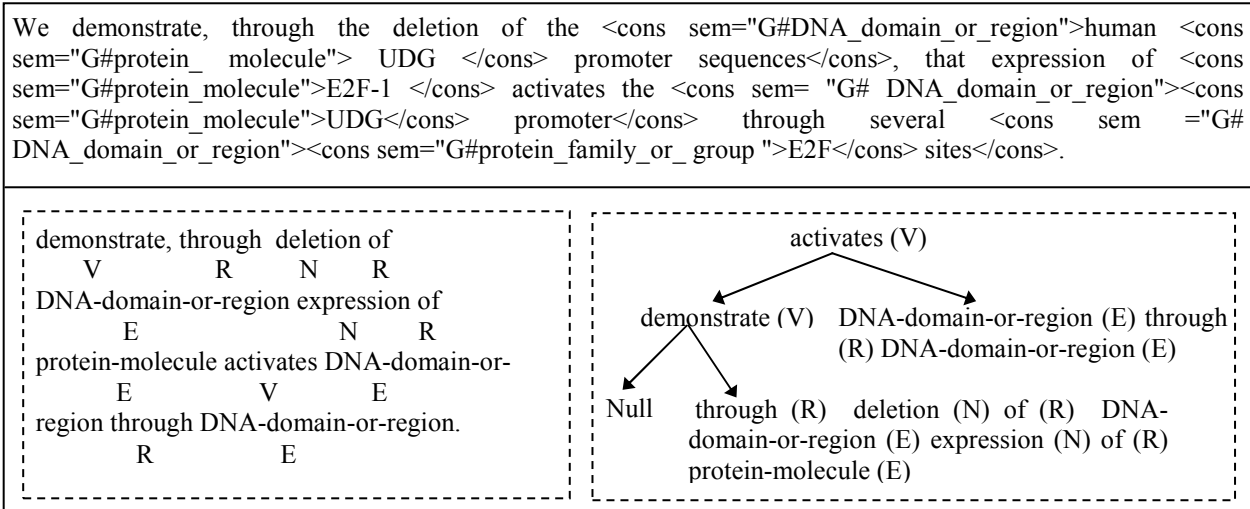 We demonstrate, through the deletion of the <cons sem="G#DNA_domain_or_region">human <cons
sem="G#protein_ molecule"> UDG </cons> promoter sequences</cons>, that expression of <cons
sem="G#protein_molecule">E2F-1 </cons> activates the <cons sem= "G# DNA_domain_or_region"><cons
sem="G#protein_molecule">UDG</cons> promoter</cons> through several <cons sem ="G#
DNA_domain_or_region"><cons sem="G#protein_family_or_ group ">E2F</cons> sites</cons>.
demonstrate, through deletion of
V R N R
DNA-domain-or-region expression of
E N R
protein-molecule activates DNA-domain-or-
E V E
region through DNA-domain-or-region.
R E
activates (V)
demonstrate (V) DNA-domain-or-region (E) through
(R) DNA-domain-or-region (E)
Null through (R) deletion (N) of (R) DNA-
domain-or-region (E) expression (N) of (R)
protein-molecule (E)